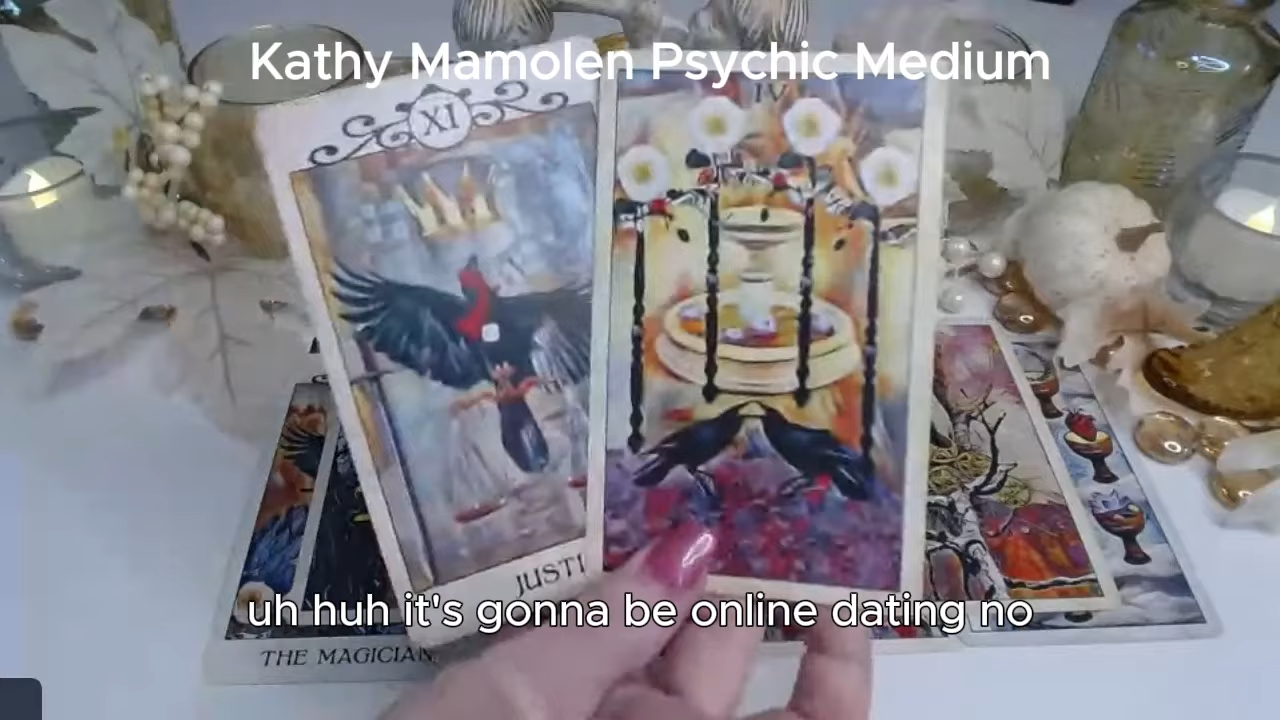 Kathy Mamolen Psychic Medium
XI
IV
JUSTI
uh huh it's gonna be online dating no
THE MAGICIAN